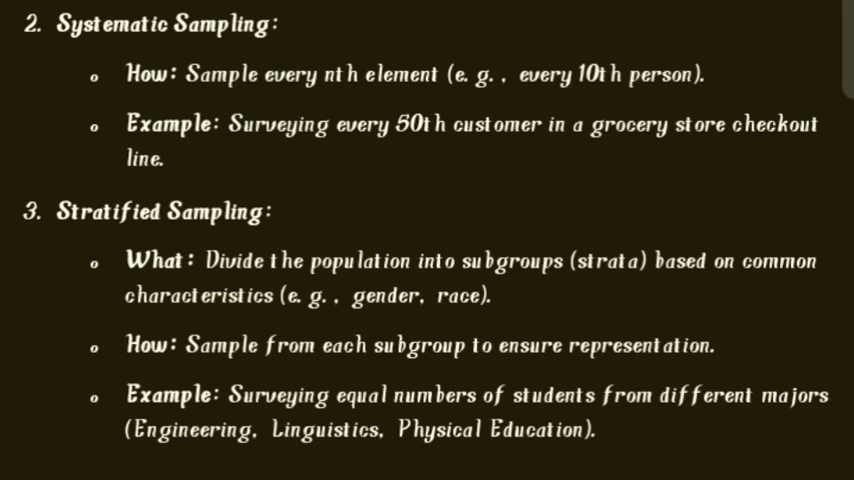 2. Systematic Sampling:
o How: Sample every nth element (e. g. , every 10th person).
o Example: Surveying every 50th customer in a grocery store checkout
line.
3. Stratified Sampling:
o What: Divide the population into subgroups (strata) based on common
characteristics (e. g. , gender, race).
o How: Sample from each subgroup to ensure representation.
o Example: Surveying equal numbers of students from different majors
(Engineering, Linguistics, Physical Education).